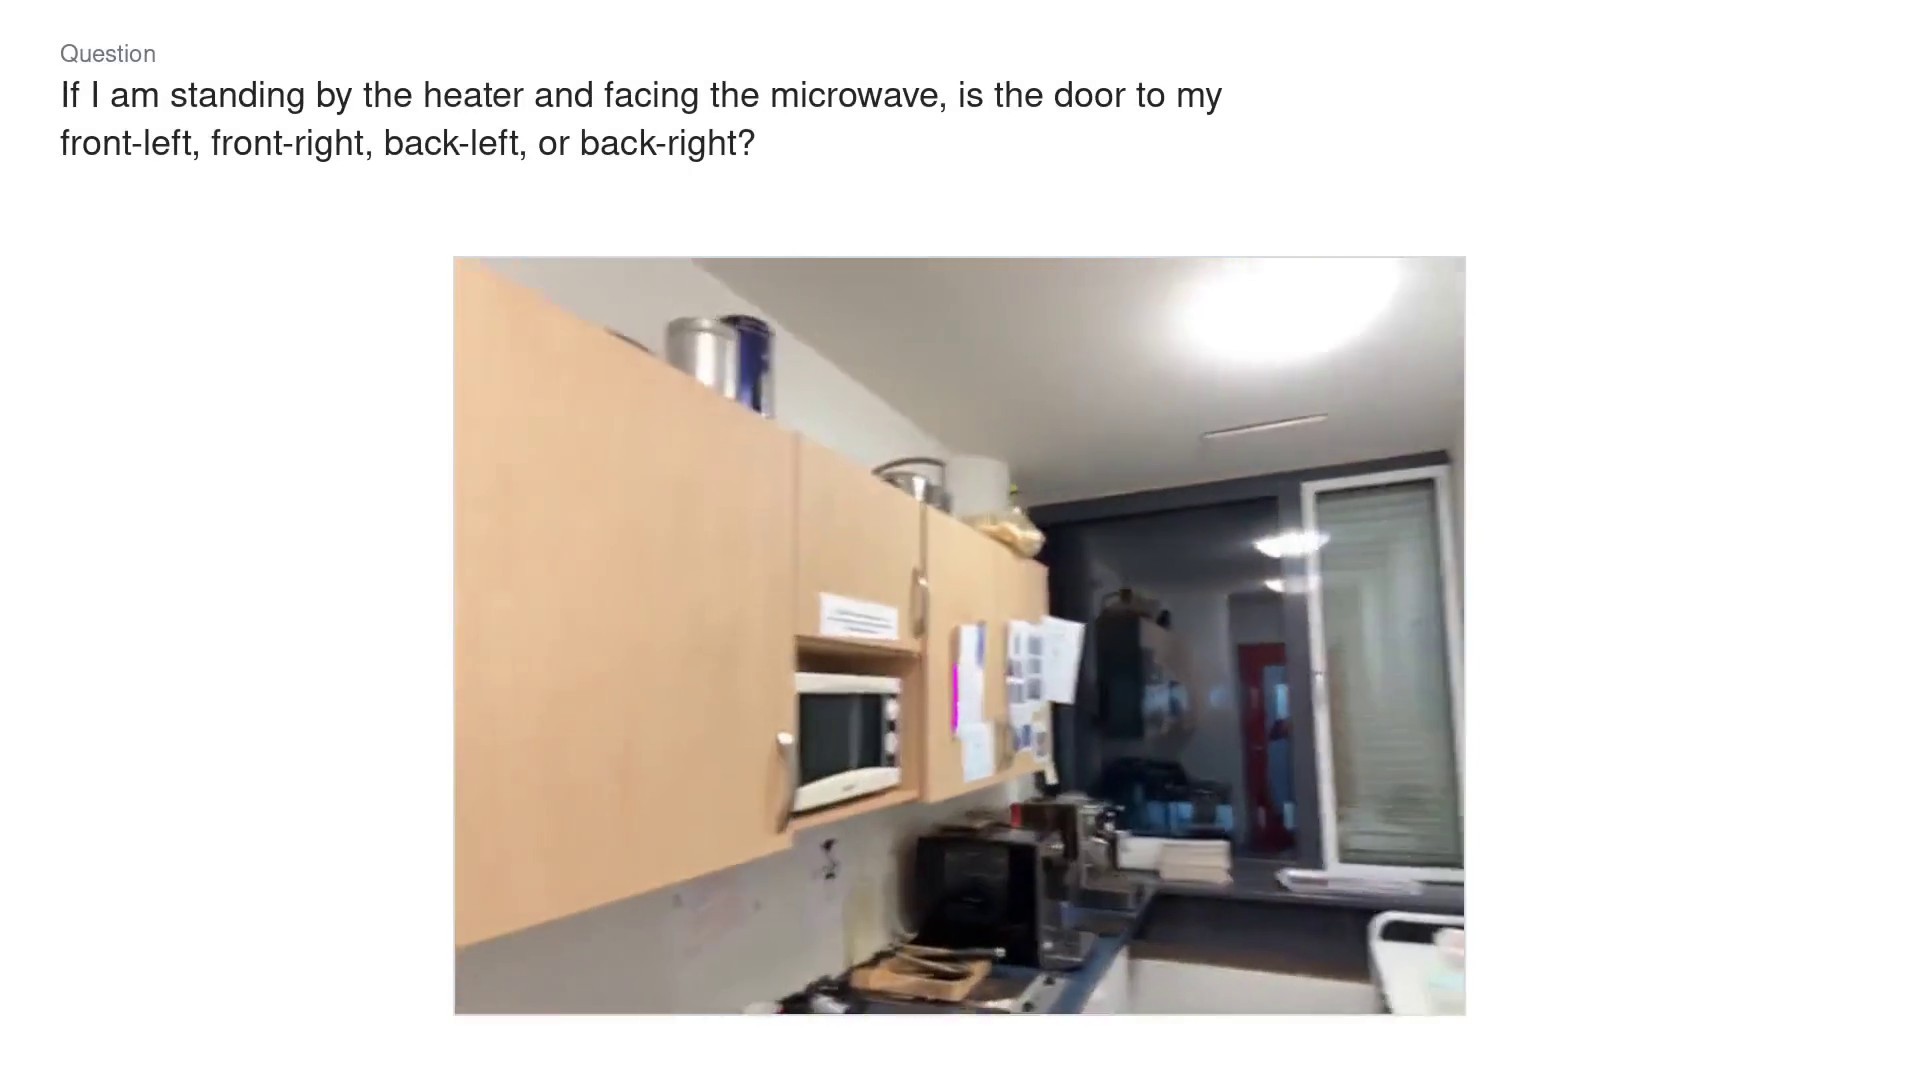 Question
If I am standing by the heater and facing the microwave, is the door to my
front-left, front-right, back-left, or back-right?